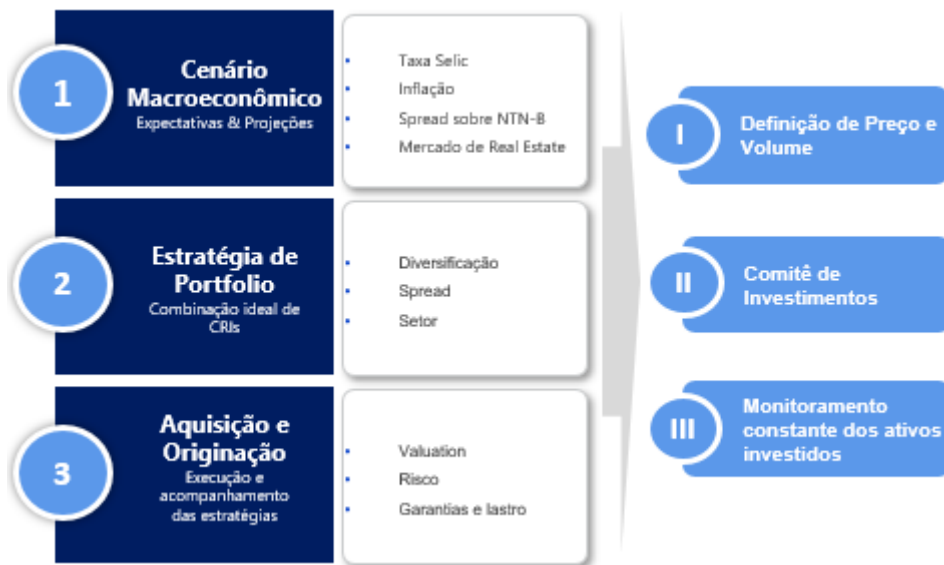 1
Cenário
Macroeconômico
Expectativas & Projeções
Taxa Selic
Inflação
Spread sobre NTN-B
Mercado de Real Estate
2
Estratégia de
Portfolio
Combinação ideal de
CRIs
Diversificação
Spread
Setor
3
Aquisição e
Originação
Execução e
acompanhamento
das estratégias
Valuation
Risco
Garantias e lastro
I
Definição de Preço e
Volume
II
Comitê de
Investimentos
III
Monitoramento
constante dos ativos
investidos